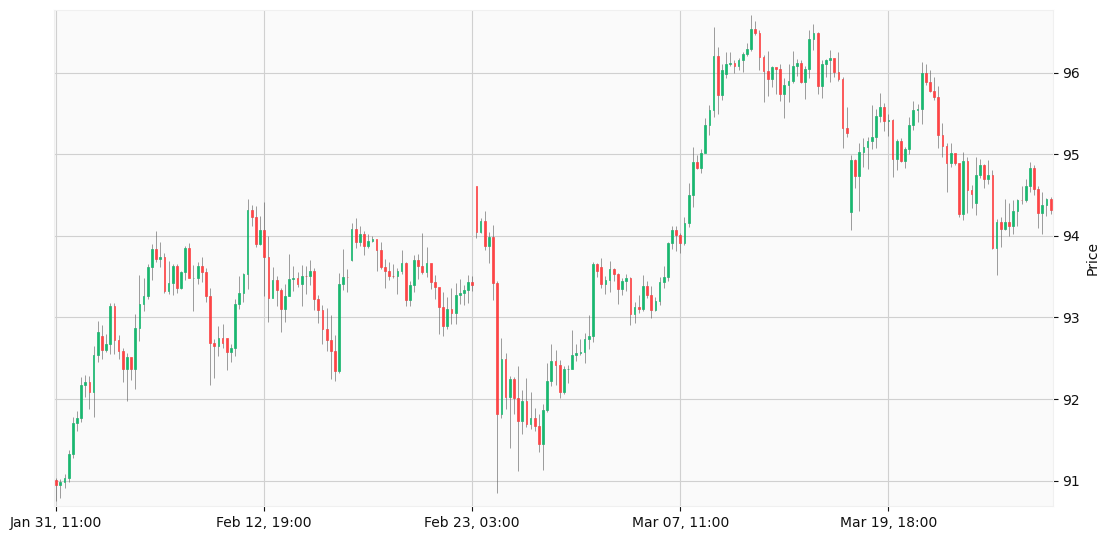 96
95
94
93
92
91
Price
Jan 31, 11:00
Feb 12, 19:00
Feb 23, 03:00
Mar 07, 11:00
Mar 19, 18:00